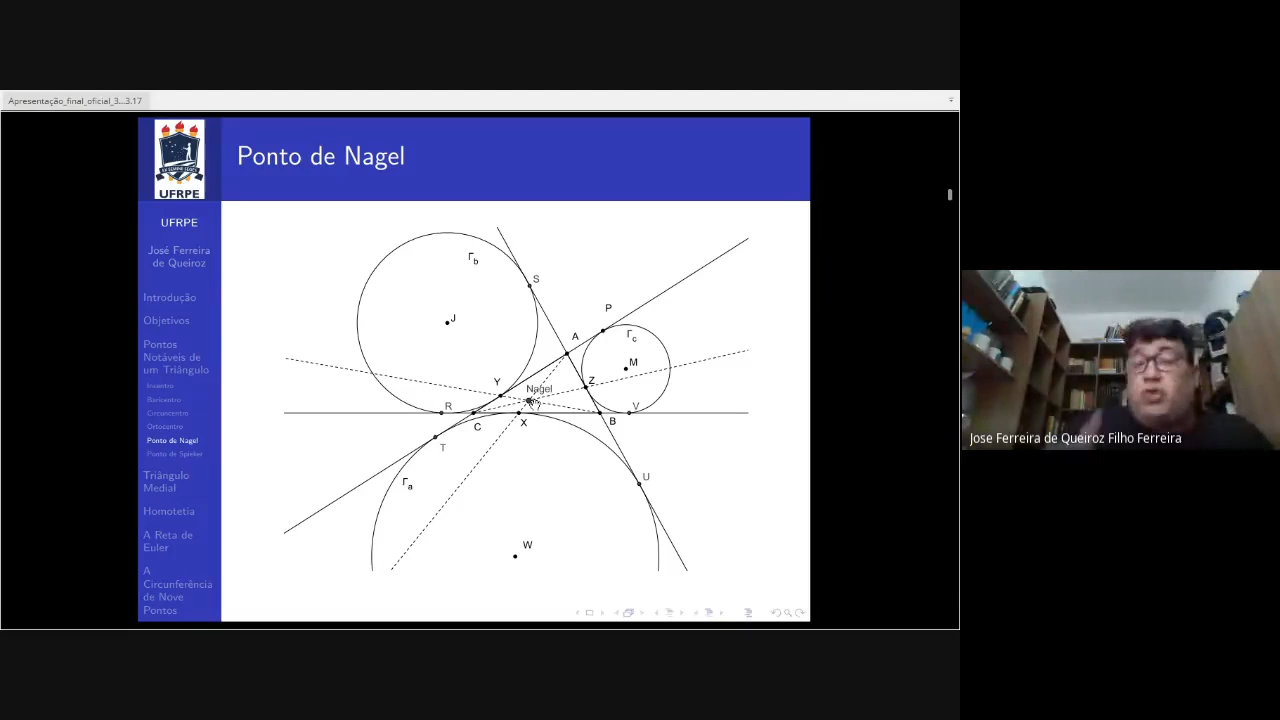 Apresentação_final_oficial_3...3.17
UFRPE
Ponto de Nagel
UFRPE
José Ferreira
de Queiroz
Introdução
Objetivos
Pontos
Notáveis de
um Triângulo
Incentro
Baricentro
Circuncentro
Ortocentro
Ponto de Nagel
Ponto de Spieker
Triângulo
Medial
Homotetia
A Reta de
Euler
A
Circunferência
de Nove
Pontos
Γb
S
P
J
A
Γc
M
Y
Nagel
Z
R
V
C
X
B
T
U
Γa
W
Jose Ferreira de Queiroz Filho Ferreira